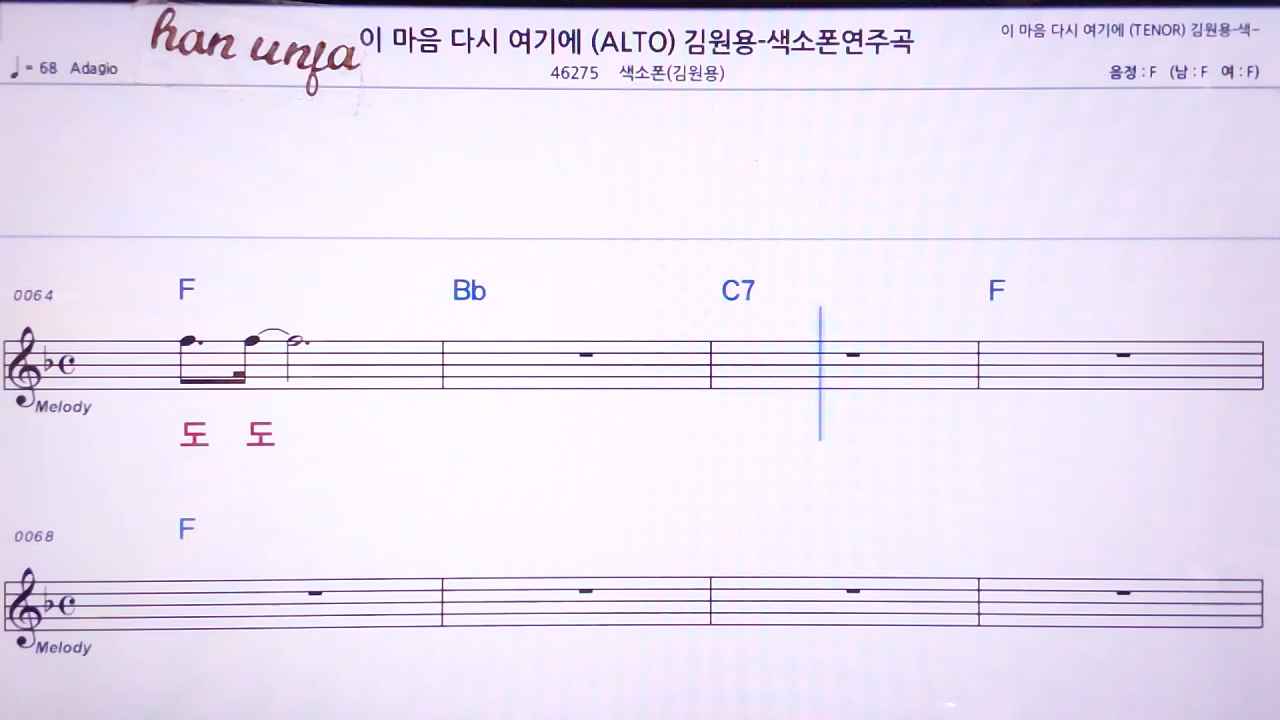 han unfa
이 마음 다시 여기에 (ALTO) 김원용-색소폰연주곡
이 마음 다시 여기에 (TENOR) 김원용-색-
♩= 68 Adagio
46275 색소폰(김원용)
음정 : F (남 : F 여 : F)
0064 F Bb C7 F
Melody
도 도
0068 F
Melody